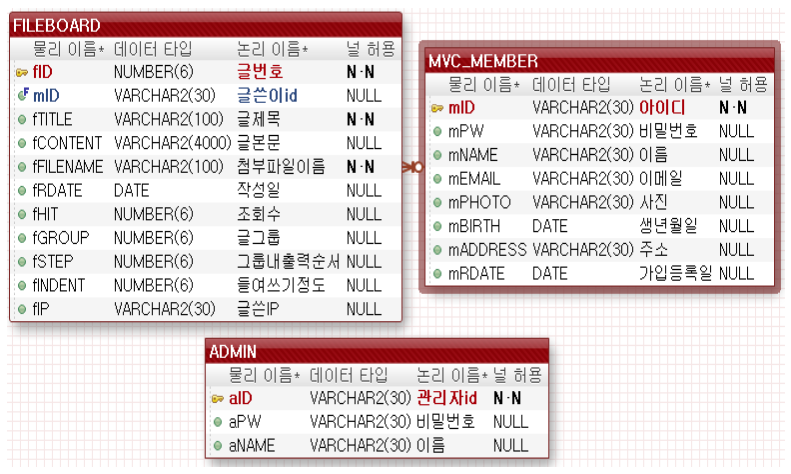 FILEBOARD
물리 이름* 데이터 타입 논리 이름* 널 허용
fID NUMBER(6) 글번호 N·N
mID VARCHAR2(30) 글쓴이id NULL
fTITLE VARCHAR2(100) 글제목 N·N
fCONTENT VARCHAR2(4000) 글본문 NULL
fFILENAME VARCHAR2(100) 첨부파일이름 N·N
fRDATE DATE 작성일 NULL
fHIT NUMBER(6) 조회수 NULL
fGROUP NUMBER(6) 글그룹 NULL
fSTEP NUMBER(6) 그룹내출력순서 NULL
fINDENT NUMBER(6) 들여쓰기정도 NULL
fIP VARCHAR2(30) 글쓴IP NULL
MVC_MEMBER
물리 이름* 데이터 타입 논리 이름* 널 허용
mID VARCHAR2(30) 아이디 N·N
mPW VARCHAR2(30) 비밀번호 NULL
mNAME VARCHAR2(30) 이름 NULL
mEMAIL VARCHAR2(30) 이메일 NULL
mPHOTO VARCHAR2(30) 사진 NULL
mBIRTH DATE 생년월일 NULL
mADDRESS VARCHAR2(30) 주소 NULL
mRDATE DATE 가입등록일 NULL
ADMIN
물리 이름* 데이터 타입 논리 이름* 널 허용
aID VARCHAR2(30) 관리자id N·N
aPW VARCHAR2(30) 비밀번호 NULL
aNAME VARCHAR2(30) 이름 NULL